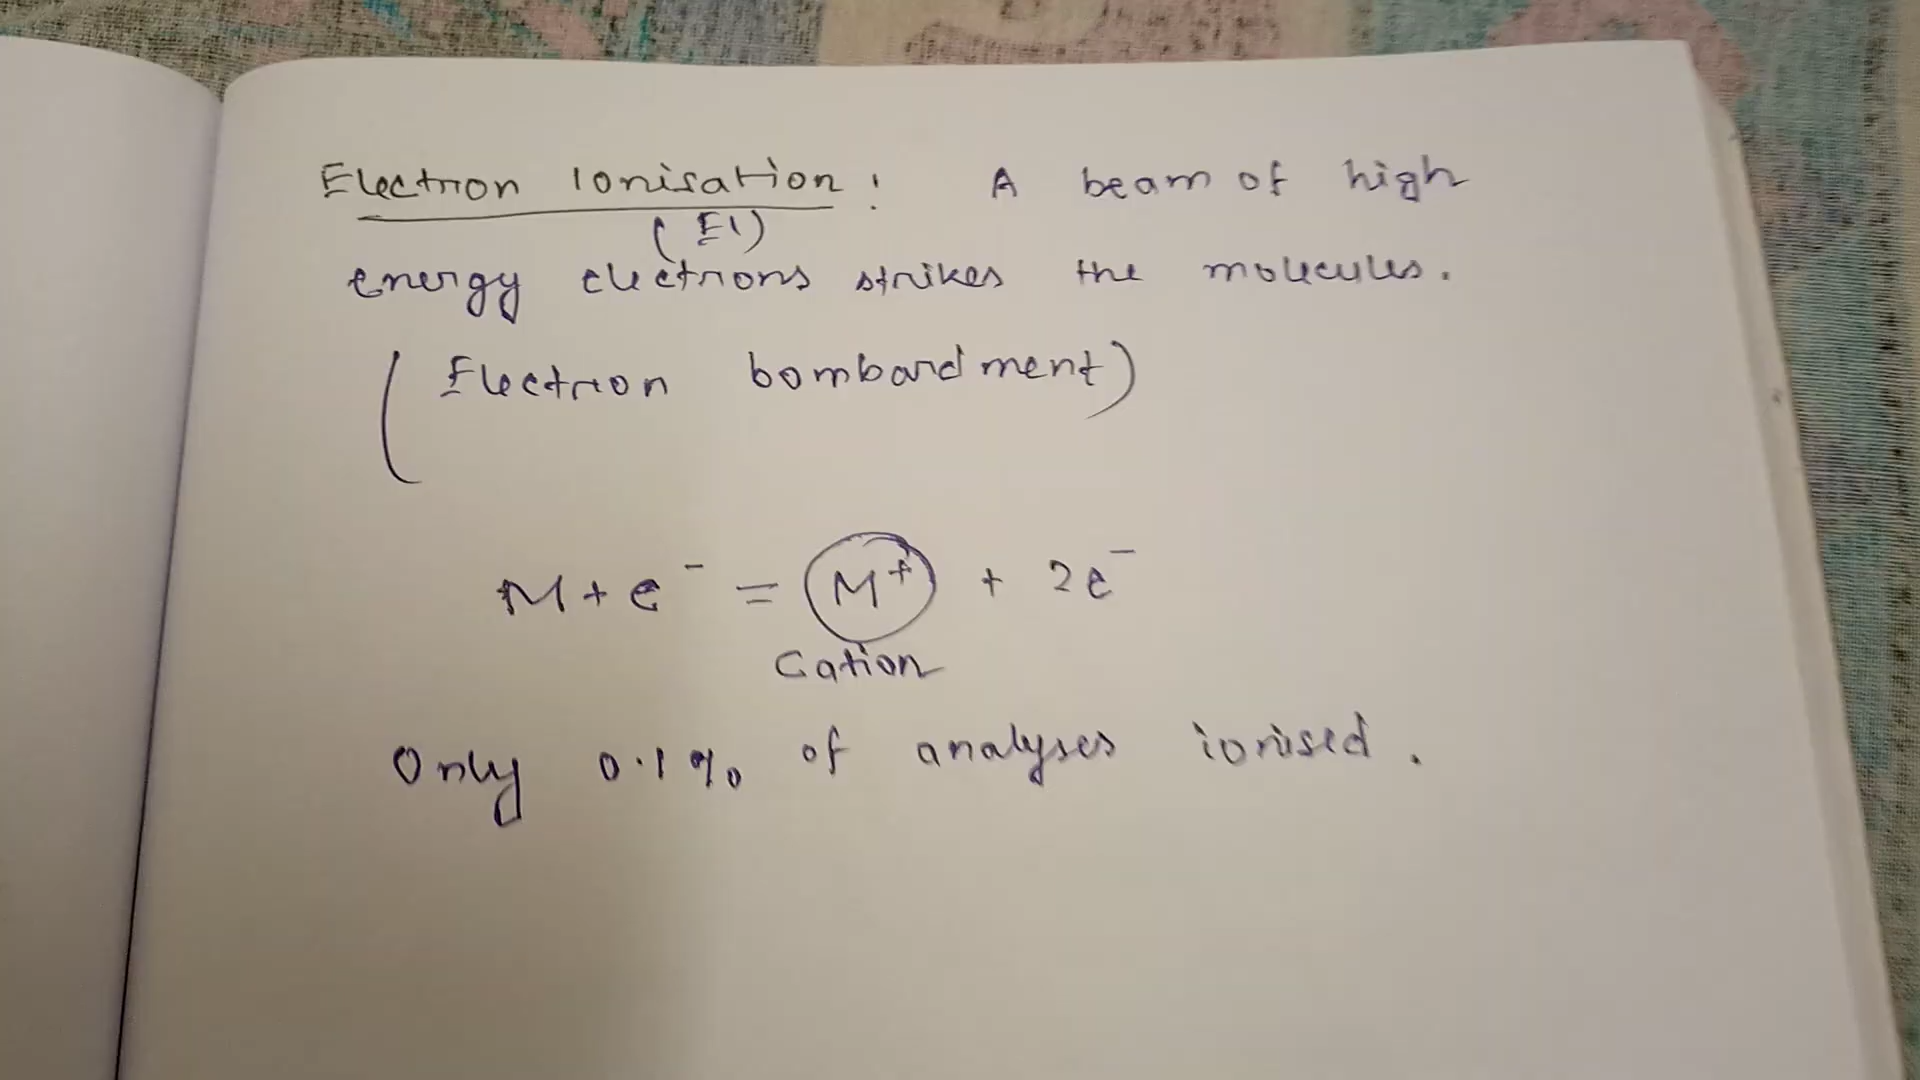 Electron Ionisation : A beam of high
(EI)
energy electrons strikes the molecules.
(Electron bombardment)
M + e⁻ = M⁺ + 2e⁻
Cation
Only 0.1% of analyses ionised.